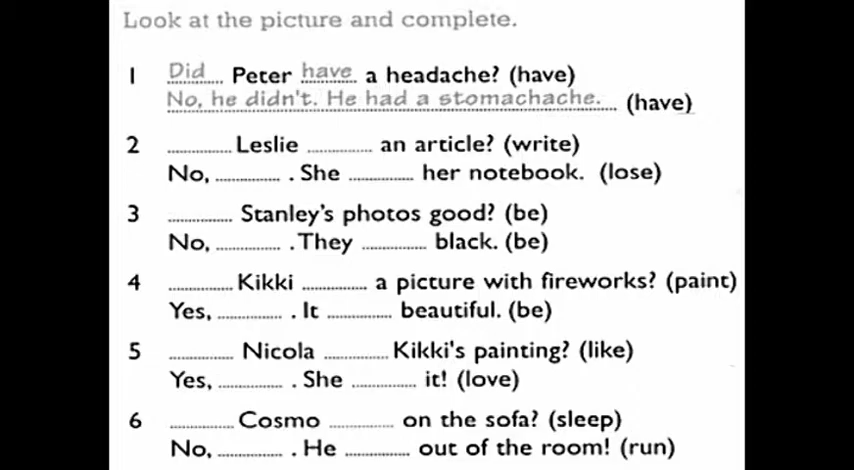 Look at the picture and complete.
1 Did Peter have a headache? (have)
No, he didn't. He had a stomachache. (have)
2 ............ Leslie ............ an article? (write)
No, ............ . She ............ her notebook. (lose)
3 ............ Stanley's photos good? (be)
No, ............ . They ............ black. (be)
4 ............ Kikki ............ a picture with fireworks? (paint)
Yes, ............ . It ............ beautiful. (be)
5 ............ Nicola ............ Kikki's painting? (like)
Yes, ............ . She ............ it! (love)
6 ............ Cosmo ............ on the sofa? (sleep)
No, ............ . He ............ out of the room! (run)